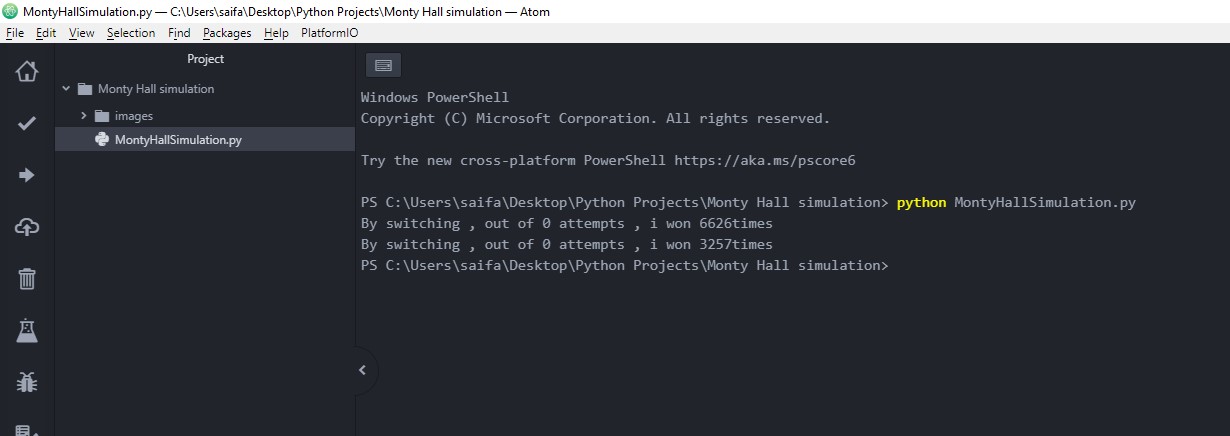 MontyHallSimulation.py — C:\Users\saifa\Desktop\Python Projects\Monty Hall simulation — Atom
File Edit View Selection Find Packages Help PlatformIO
Project
Monty Hall simulation
images
MontyHallSimulation.py
Windows PowerShell
Copyright (C) Microsoft Corporation. All rights reserved.
Try the new cross-platform PowerShell https://aka.ms/pscore6
PS C:\Users\saifa\Desktop\Python Projects\Monty Hall simulation> python MontyHallSimulation.py
By switching , out of 0 attempts , i won 6626times
By switching , out of 0 attempts , i won 3257times
PS C:\Users\saifa\Desktop\Python Projects\Monty Hall simulation>